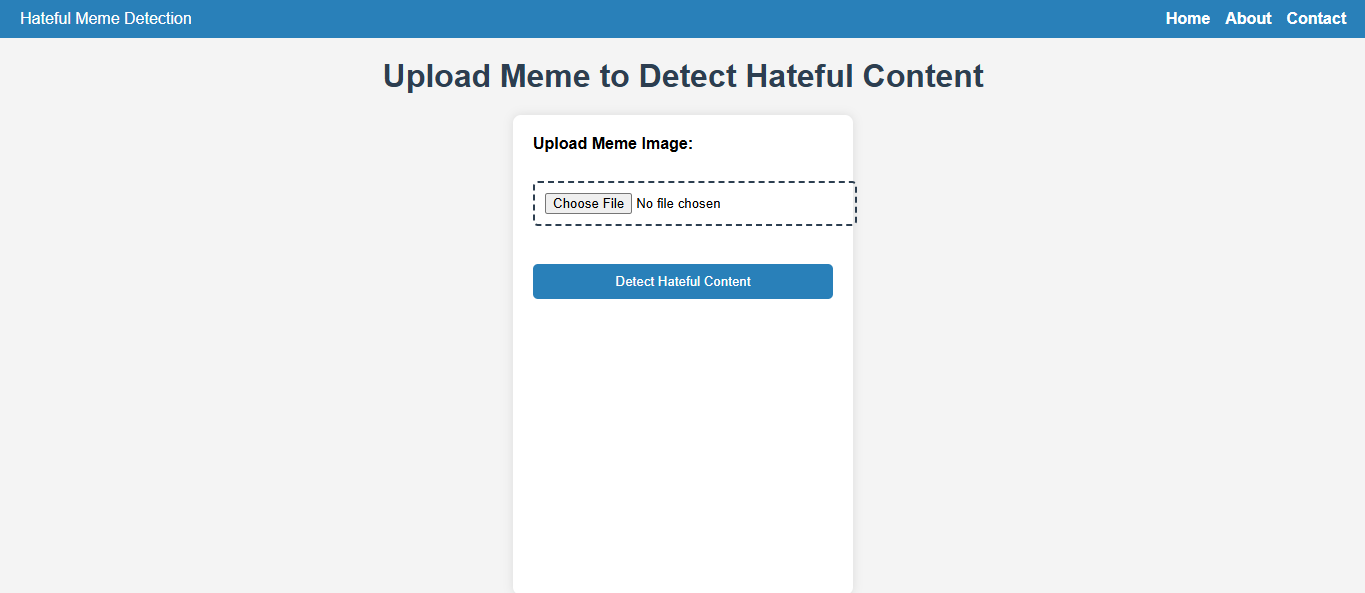 Hateful Meme Detection
Home About Contact
Upload Meme to Detect Hateful Content
Upload Meme Image:
Choose File No file chosen
Detect Hateful Content